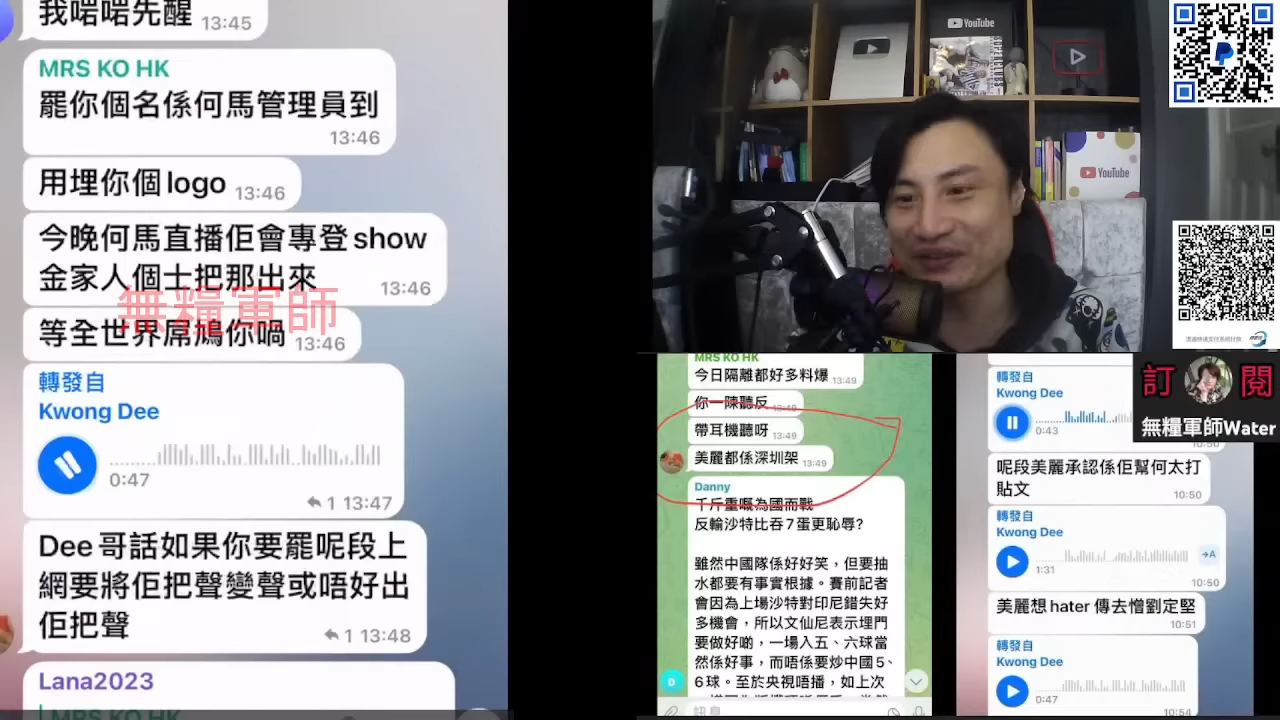 我啱啱先醒 13:45
MRS KO HK
罷你個名係何馬管理員到
13:46
用埋你個logo 13:46
今晚何馬直播佢會專登show
金家人個士把那出來 13:46
無糧軍師
等全世界屌鳩你喎 13:46
轉發自
Kwong Dee
0:47
1 13:47
Dee哥話如果你要罷呢段上
網要將佢把聲變聲或唔好出
佢把聲 1 13:48
Lana2023
MRS KO HK
YouTube
YouTube
MRS KO HK
今日隔離都好多料爆 13:49
你一陳聽反 13:49
帶耳機聽呀 13:49
美麗都係深圳架 13:49
Danny
千斤重嘅為國而戰
反輸沙特比吞7蛋更恥辱?
雖然中國隊係好好笑，但要抽
水都要有事實根據。賽前記者
會因為上場沙特對印尼錯失好
多機會，所以文仙尼表示埋門
要做好啲，一場入五、六球當
然係好事，而唔係要炒中國5、
6球。至於央視唔播，如上次
D
訊息
轉發自
Kwong Dee
0:43
10:50
呢段美麗承認係佢幫何太打
貼文 10:50
轉發自
Kwong Dee
1:31
→A
10:50
美麗想hater 傳去憎劉定堅
10:51
轉發自
Kwong Dee
0:47
10:54
訂 閱
無糧軍師Water